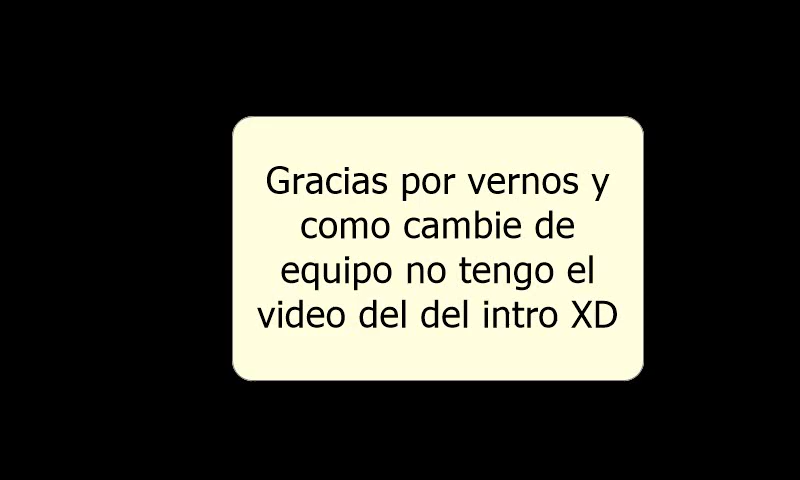 Gracias por vernos y
como cambie de
equipo no tengo el
video del del intro XD